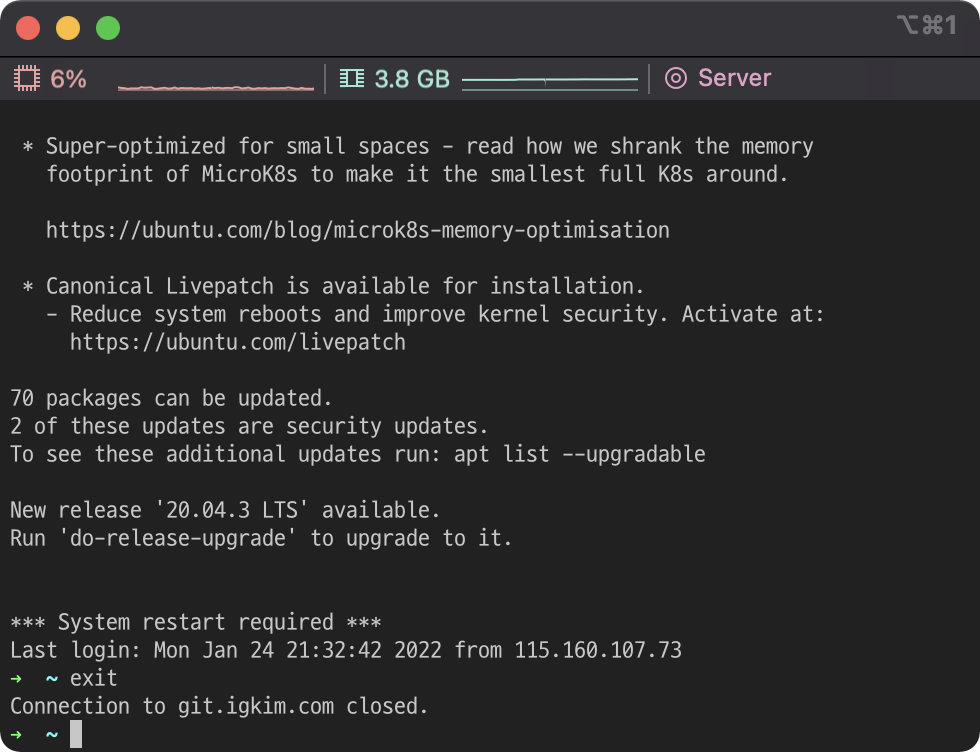 ⌥⌘1
6% 3.8 GB Server
* Super-optimized for small spaces - read how we shrank the memory
footprint of MicroK8s to make it the smallest full K8s around.
https://ubuntu.com/blog/microk8s-memory-optimisation
* Canonical Livepatch is available for installation.
- Reduce system reboots and improve kernel security. Activate at:
https://ubuntu.com/livepatch
70 packages can be updated.
2 of these updates are security updates.
To see these additional updates run: apt list --upgradable
New release '20.04.3 LTS' available.
Run 'do-release-upgrade' to upgrade to it.
*** System restart required ***
Last login: Mon Jan 24 21:32:42 2022 from 115.160.107.73
→ ~ exit
Connection to git.igkim.com closed.
→ ~